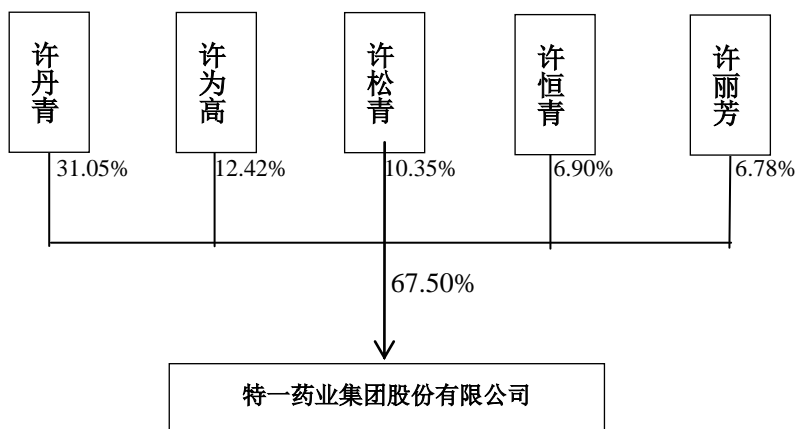 许丹青
许为高
许松青
许恒青
许丽芳
31.05%
12.42%
10.35%
6.90%
6.78%
67.50%
特一药业集团股份有限公司